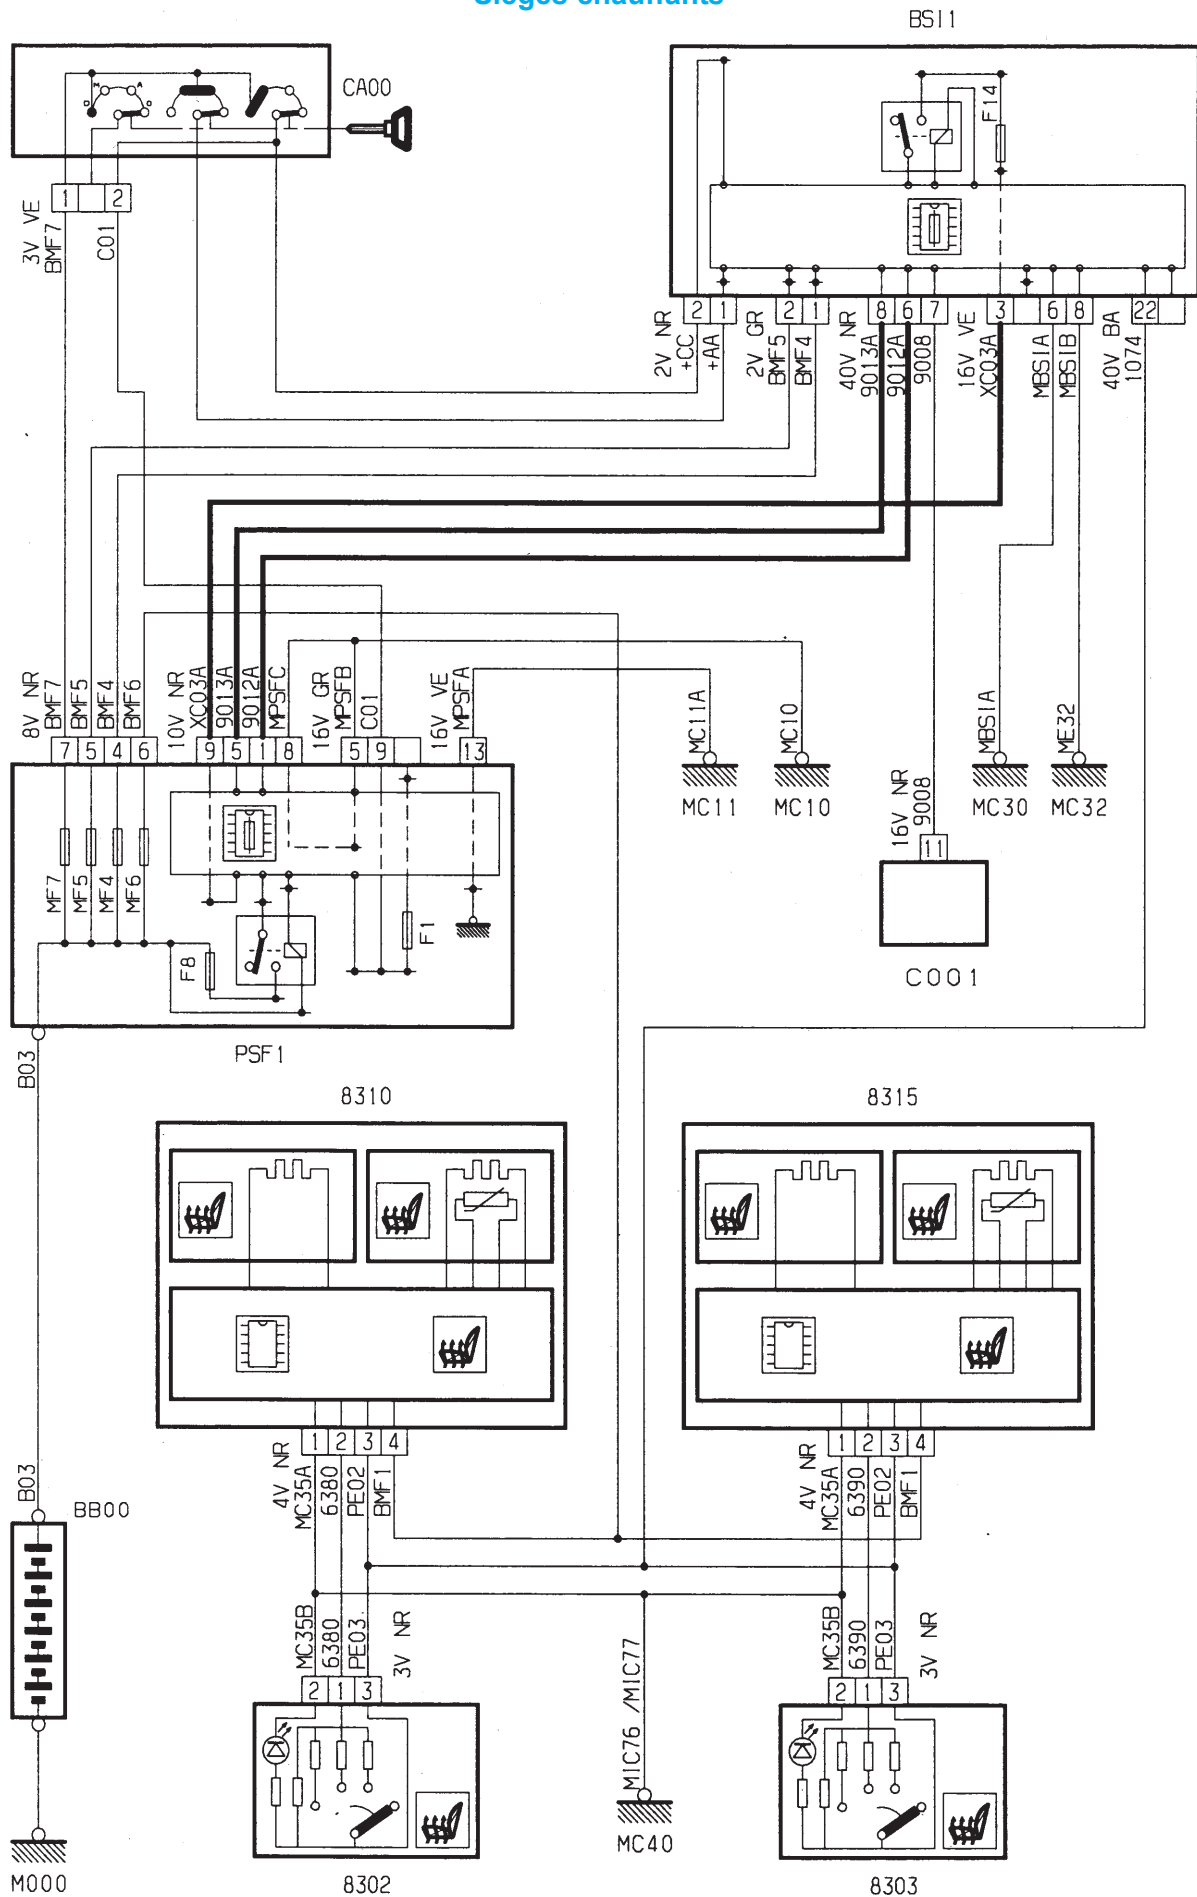 Sièges chauffants
BSI1
CA00
M A
D D
F14
1 2
3V VE
BMF7
C01
2 1 2 1 8 6 7 3 6 8 22
2V NR
+CC
+AA
2V GR
BMF5
BMF4
40V NR
9013A
9012A
9008
16V VE
XC03A
MBSIA
MBSIB
40V BA
1074
8V NR
BMF7
BMF5
BMF4
BMF6
10V NR
XC03A
9013A
9012A
MPSFC
16V GR
MPSFB
C01
16V VE
MPSFA
MC11A
MC10
MBSIA
ME32
7 5 4 6 9 5 1 8 5 9 13
MC11
MC10
MC30
MC32
16V NR
9008
11
C001
MF7
MF5
MF4
MF6
F8
F1
PSF1
B03
8310
8315
1 2 3 4
1 2 3 4
4V NR
MC35A
6380
PE02
BMF1
4V NR
MC35A
6390
PE02
BMF1
B03
BB00
MC35B
6380
PE03
3V NR
MC35B
6390
PE03
3V NR
2 1 3
2 1 3
MIC76 /MIC77
MC40
M000
8302
8303